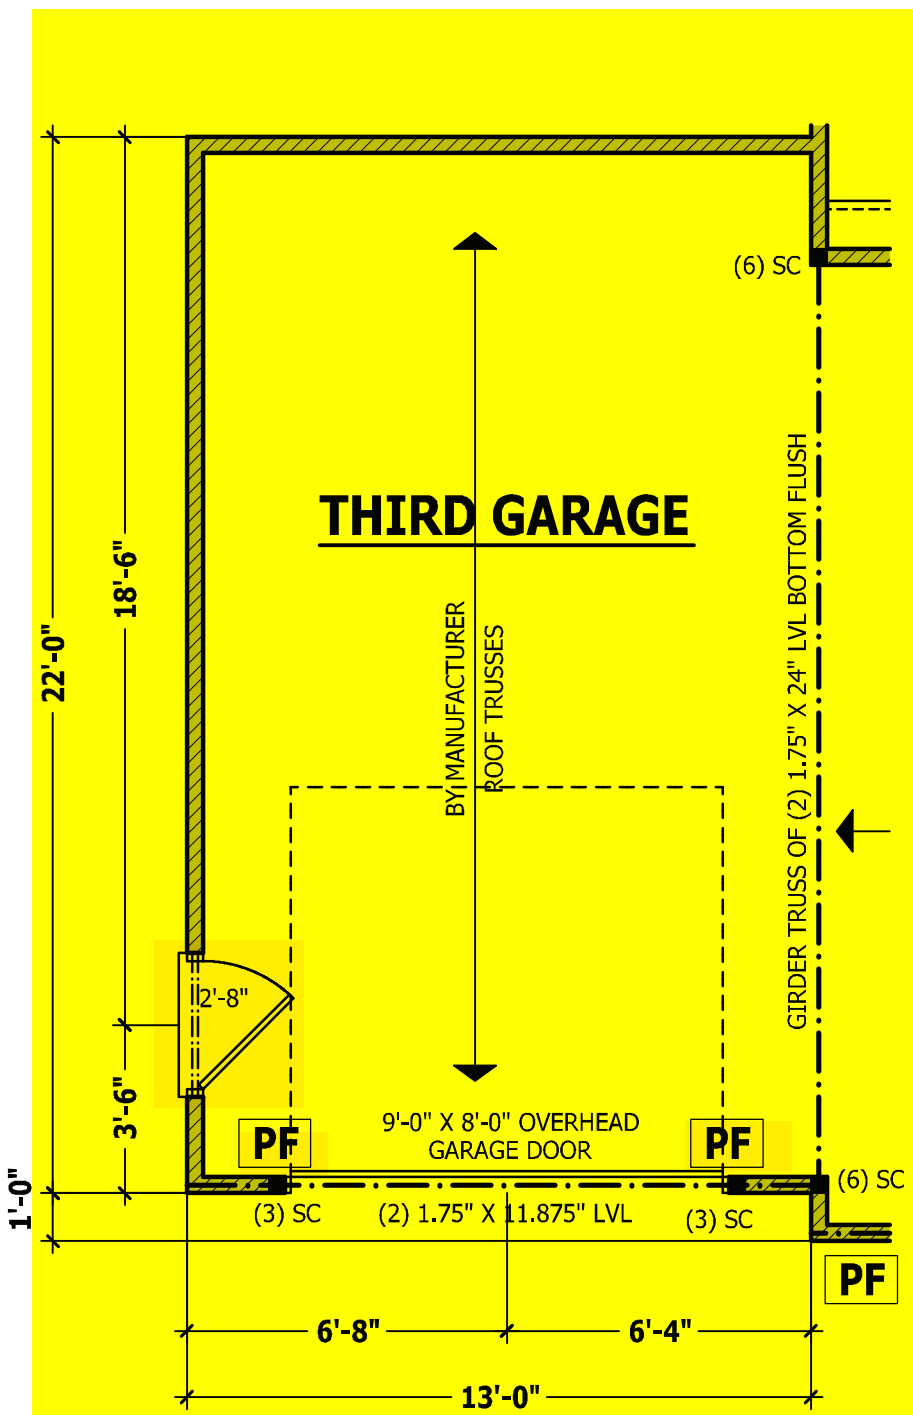 (6) SC
THIRD GARAGE
18'-6"
22'-0"
BY MANUFACTURER
ROOF TRUSSES
GIRDER TRUSS OF (2) 1.75" X 24" LVL BOTTOM FLUSH
2'-8"
3'-6"
9'-0" X 8'-0" OVERHEAD
GARAGE DOOR
PF
PF
1'-0"
(6) SC
(3) SC
(2) 1.75" X 11.875" LVL
(3) SC
PF
6'-8"
6'-4"
13'-0"